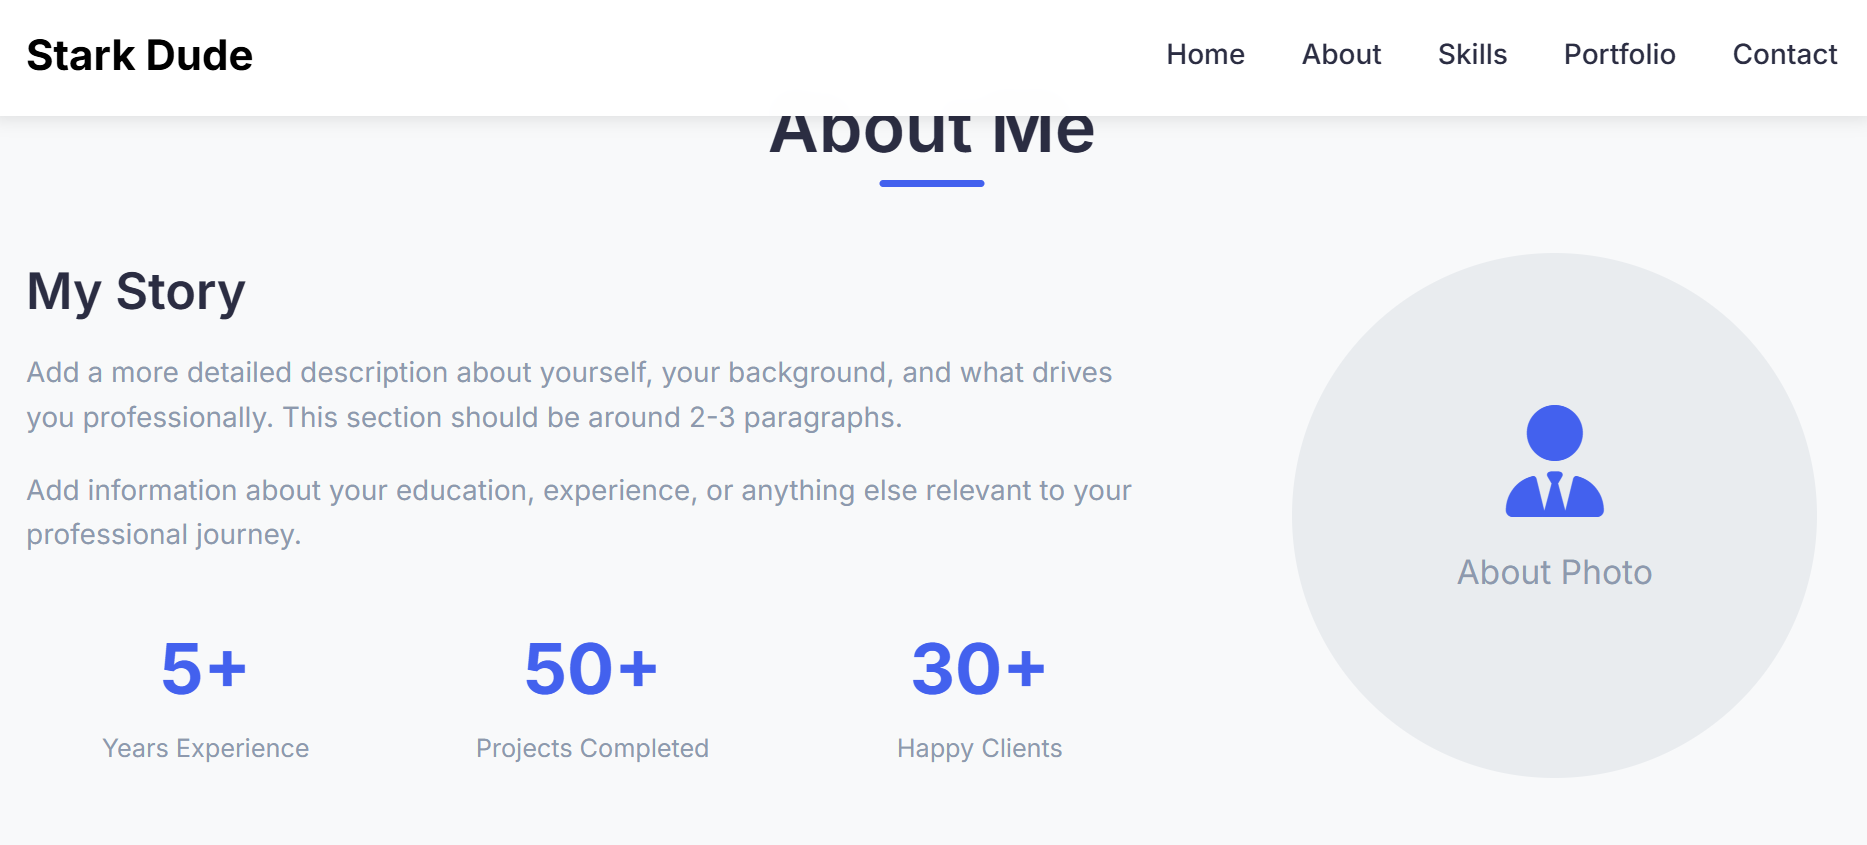 Stark Dude
Home About Skills Portfolio Contact
About Me
My Story
Add a more detailed description about yourself, your background, and what drives
you professionally. This section should be around 2-3 paragraphs.
Add information about your education, experience, or anything else relevant to your
professional journey.
About Photo
5+ 50+ 30+
Years Experience Projects Completed Happy Clients